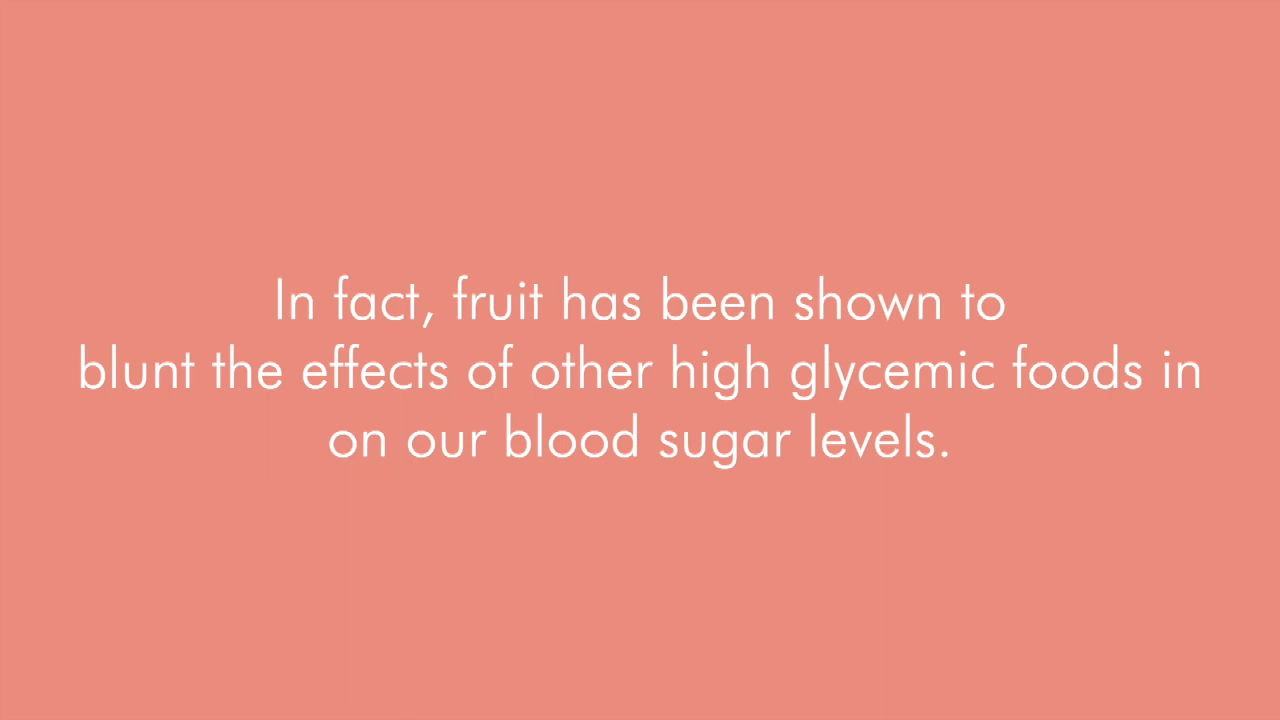 In fact, fruit has been shown to
blunt the effects of other high glycemic foods in
on our blood sugar levels.